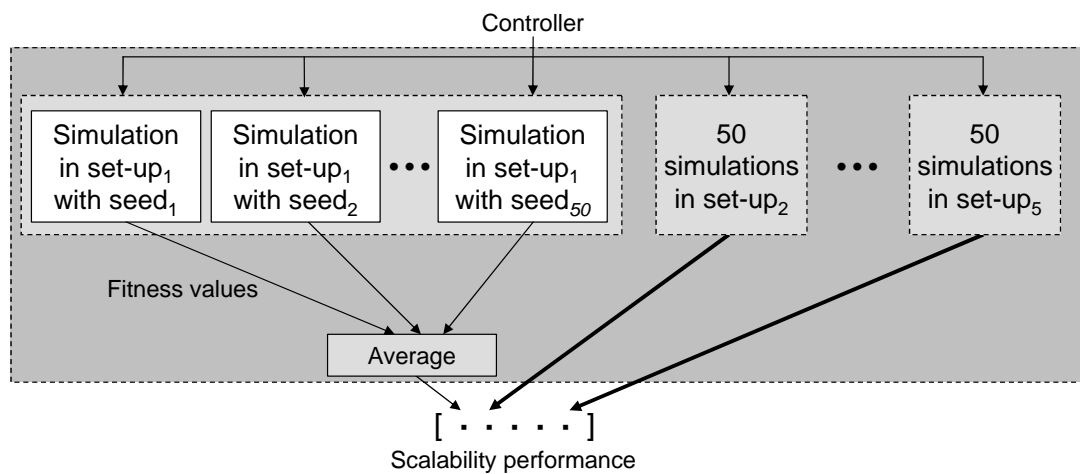 Controller
Simulation
in set-up1
with seed1
Simulation
in set-up1
with seed2
•••
Simulation
in set-up1
with seed50
50
simulations
in set-up2
•••
50
simulations
in set-up5
Fitness values
Average
[ . . . . . ]
Scalability performance